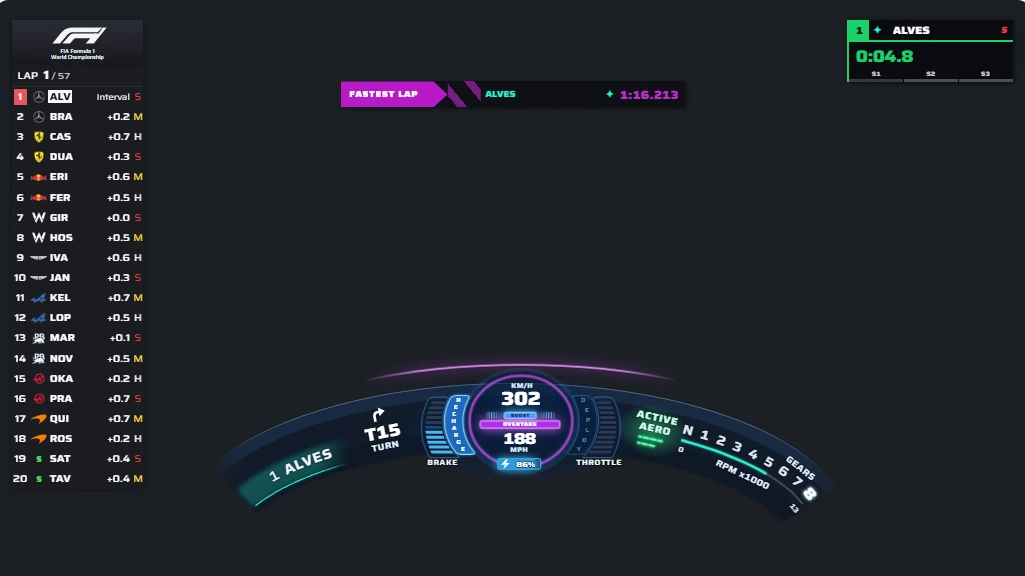 FIA Formula 1
World Championship
LAP 1 / 57
1 ALV Interval S
2 BRA +0.2 M
3 CAS +0.7 H
4 DUA +0.3 S
5 ERI +0.6 M
6 FER +0.5 H
7 GIR +0.0 S
8 HOS +0.5 M
9 IVA +0.6 H
10 JAN +0.3 S
11 KEL +0.7 M
12 LOP +0.5 H
13 MAR +0.1 S
14 NOV +0.5 M
15 OKA +0.2 H
16 PRA +0.7 S
17 QUI +0.7 M
18 ROS +0.2 H
19 SAT +0.4 S
20 TAV +0.4 M
FASTEST LAP ALVES 1:16.213
1 ALVES S
0:04.8
S1 S2 S3
1 ALVES
T15
TURN
RECHARGE
BRAKE
KM/H
302
BOOST
OVERTAKE
188
MPH
86%
DEPLOY
THROTTLE
ACTIVE
AERO
N 1 2 3 4 5 6 7 8
GEARS
0 RPM x1000 13